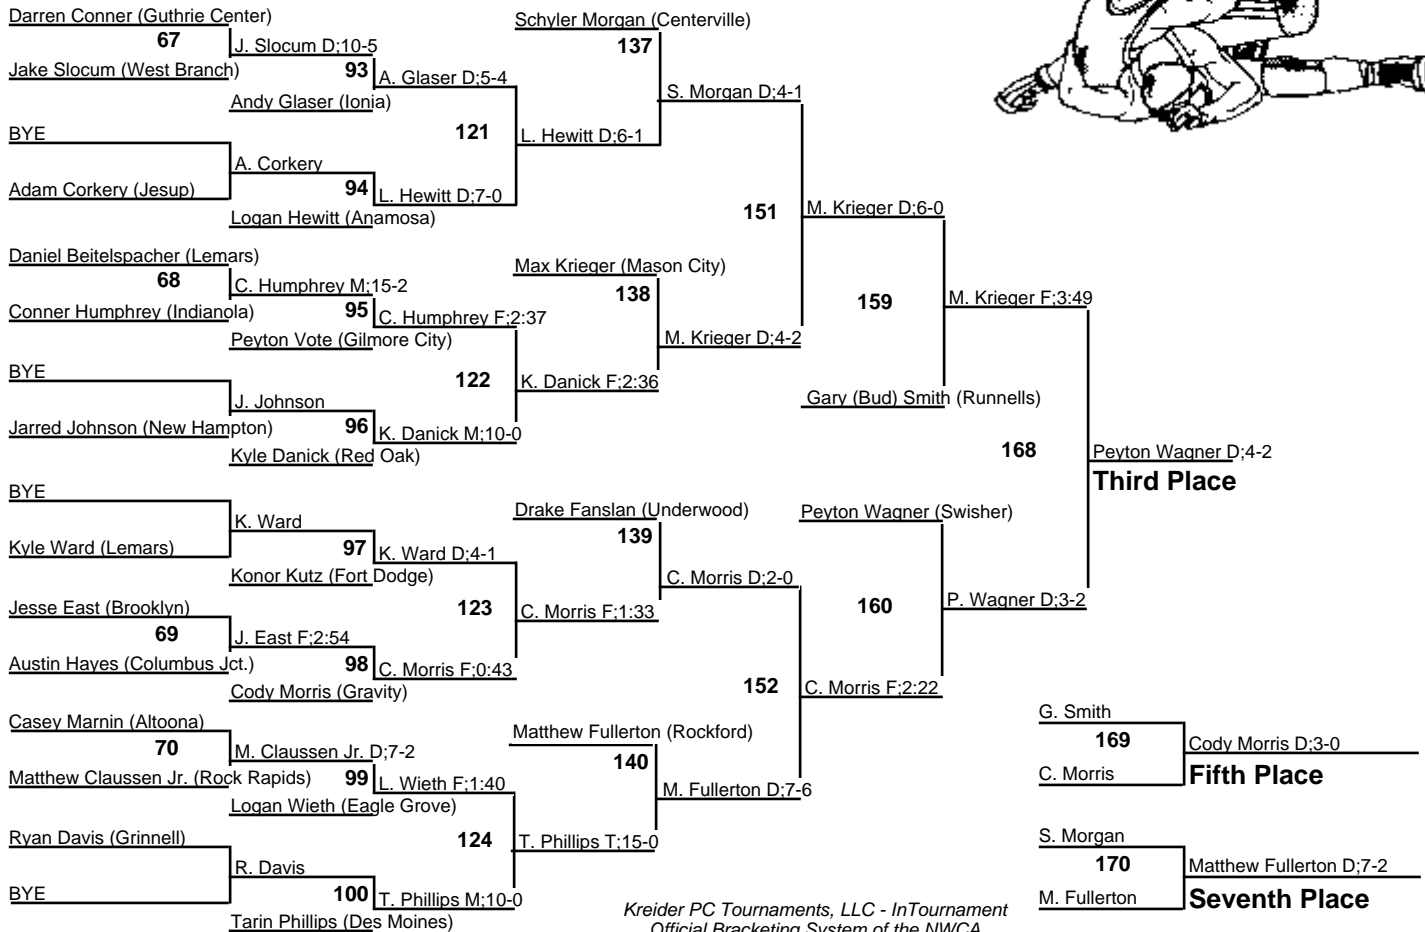 Darren Conner (Guthrie Center)
67
J. Slocum D;10-5
Jake Slocum (West Branch)
93
A. Glaser D;5-4
Andy Glaser (Ionia)
121
BYE
A. Corkery
Adam Corkery (Jesup)
94
L. Hewitt D;7-0
Logan Hewitt (Anamosa)
Schyler Morgan (Centerville)
137
S. Morgan D;4-1
L. Hewitt D;6-1
151
M. Krieger D;6-0
Daniel Beitelspacher (Lemars)
68
C. Humphrey M;15-2
Conner Humphrey (Indianola)
95
C. Humphrey F;2:37
Peyton Vote (Gilmore City)
122
BYE
J. Johnson
Jarred Johnson (New Hampton)
96
K. Danick M;10-0
Kyle Danick (Red Oak)
Max Krieger (Mason City)
138
M. Krieger D;4-2
K. Danick F;2:36
159
M. Krieger F;3:49
Gary (Bud) Smith (Runnells)
168
Peyton Wagner D;4-2
Third Place
BYE
K. Ward
Kyle Ward (Lemars)
97
K. Ward D;4-1
Konor Kutz (Fort Dodge)
123
Jesse East (Brooklyn)
69
J. East F;2:54
Austin Hayes (Columbus Jct.)
98
C. Morris F;0:43
Cody Morris (Gravity)
Drake Fanslan (Underwood)
139
C. Morris D;2-0
C. Morris F;1:33
Peyton Wagner (Swisher)
160
P. Wagner D;3-2
152
C. Morris F;2:22
Casey Marnin (Altoona)
70
M. Claussen Jr. D;7-2
Matthew Claussen Jr. (Rock Rapids)
99
L. Wieth F;1:40
Logan Wieth (Eagle Grove)
124
Ryan Davis (Grinnell)
R. Davis
BYE
100
T. Phillips M;10-0
Tarin Phillips (Des Moines)
Matthew Fullerton (Rockford)
140
M. Fullerton D;7-6
T. Phillips T;15-0
G. Smith
169
Cody Morris D;3-0
C. Morris
Fifth Place
S. Morgan
170
Matthew Fullerton D;7-2
M. Fullerton
Seventh Place
Kreider PC Tournaments, LLC - InTournament
Official Bracketing System of the NWCA